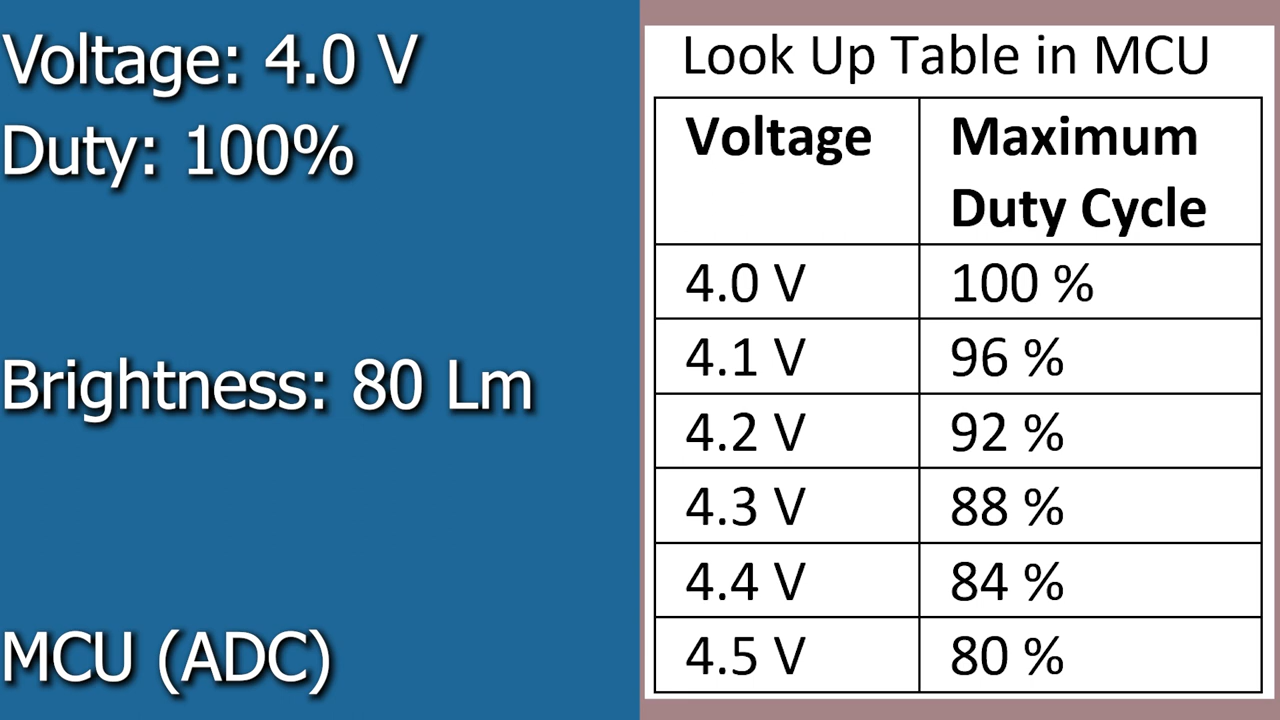 Voltage: 4.0 V
Duty: 100%
Brightness: 80 Lm
MCU (ADC)
Look Up Table in MCU
Voltage Maximum
Duty Cycle
4.0 V 100 %
4.1 V 96 %
4.2 V 92 %
4.3 V 88 %
4.4 V 84 %
4.5 V 80 %